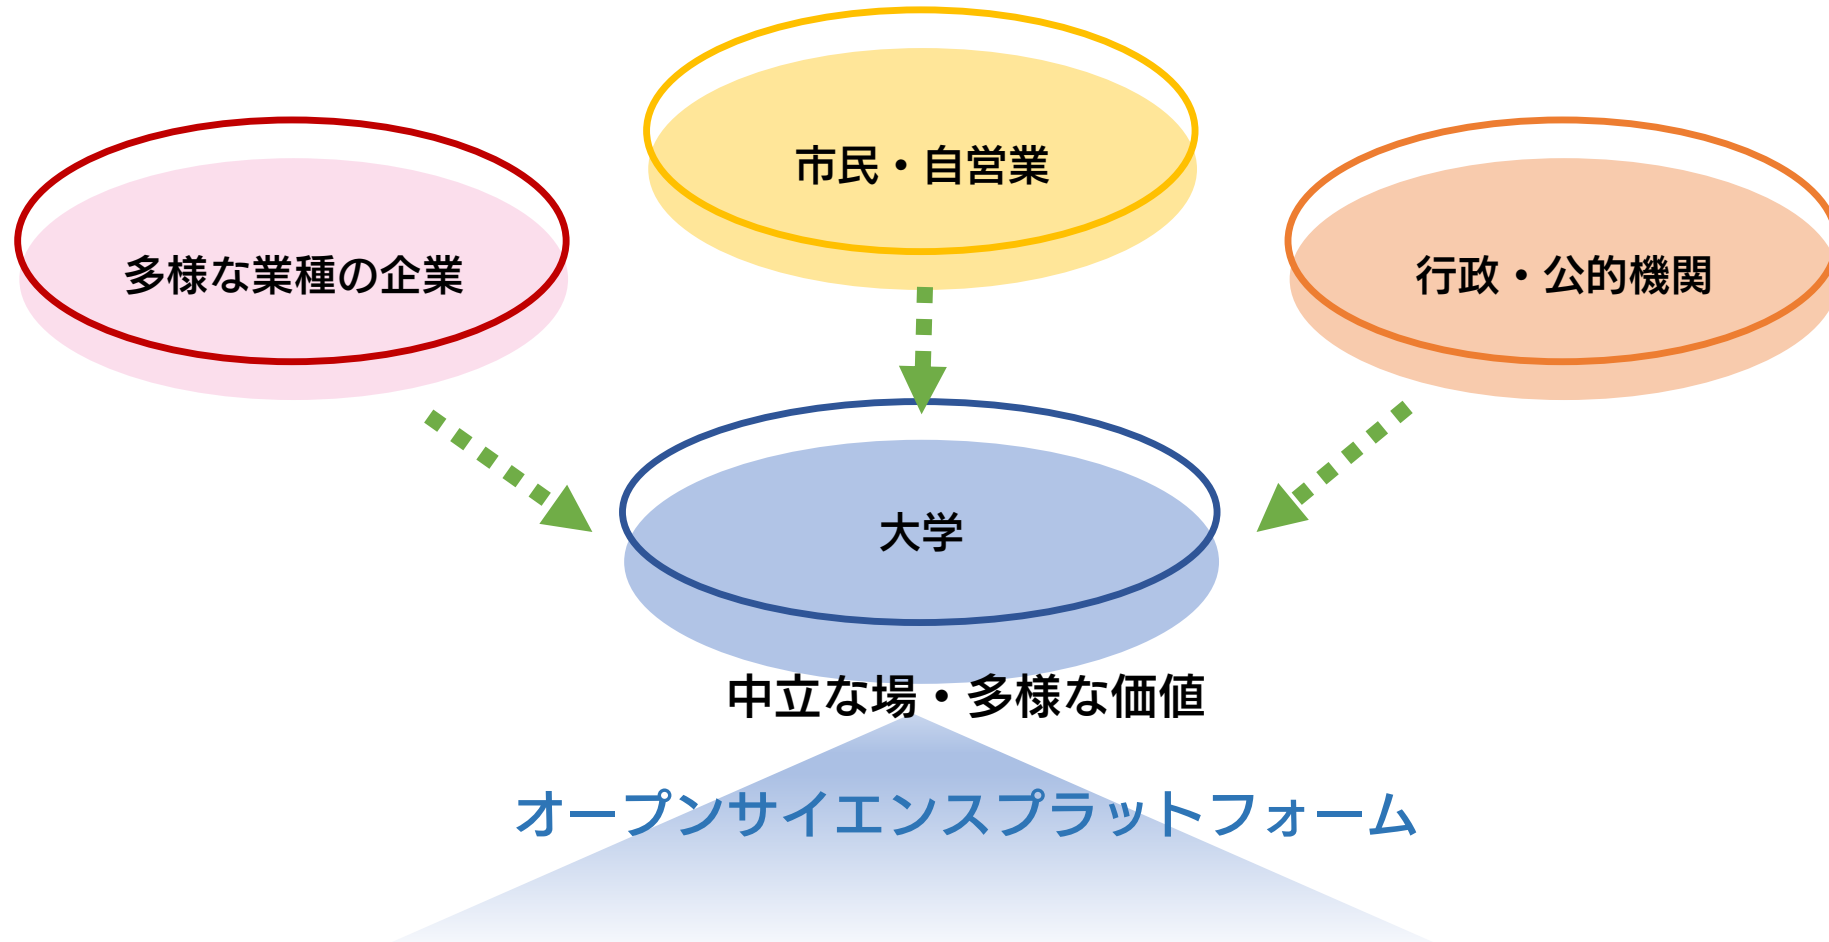 市民・自営業
多様な業種の企業
行政・公的機関
大学
中立な場・多様な価値
オープンサイエンスプラットフォーム